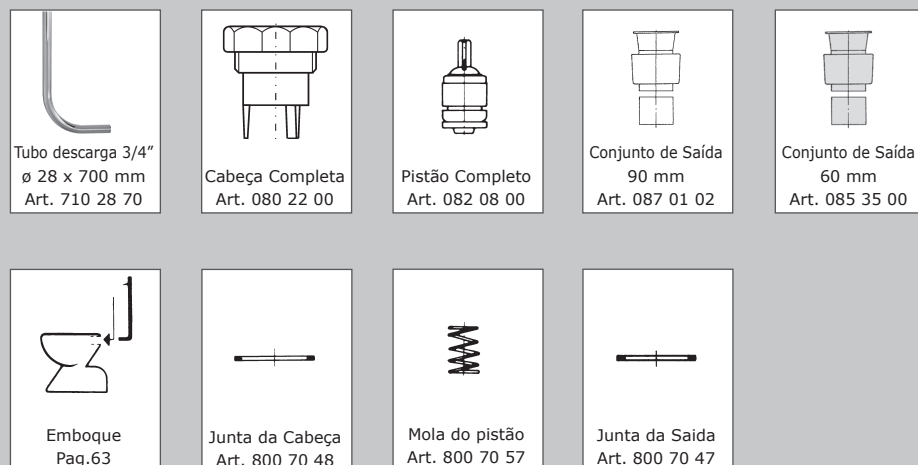 Tubo descarga 3/4”
ø 28 x 700 mm
Art. 710 28 70
Cabeça Completa
Art. 080 22 00
Pistão Completo
Art. 082 08 00
Conjunto de Saída
90 mm
Art. 087 01 02
Conjunto de Saída
60 mm
Art. 085 35 00
Emboque
Pag.63
Junta da Cabeça
Art. 800 70 48
Mola do pistão
Art. 800 70 57
Junta da Saida
Art. 800 70 47